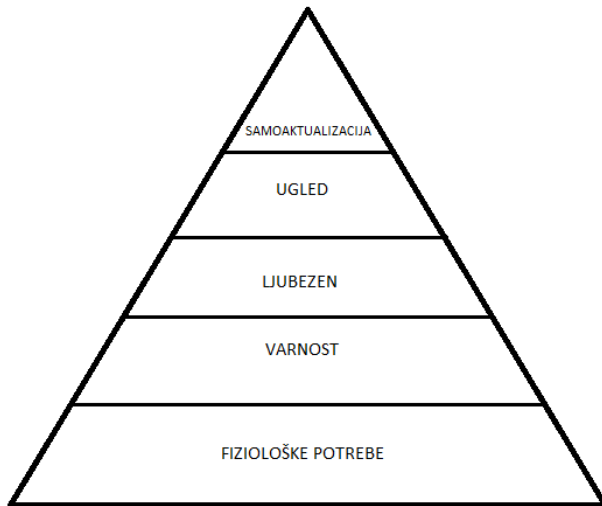 SAMOAKTUALIZACIJA
UGLED
LJUBEZEN
VARNOST
FIZIOLOŠKE POTREBE